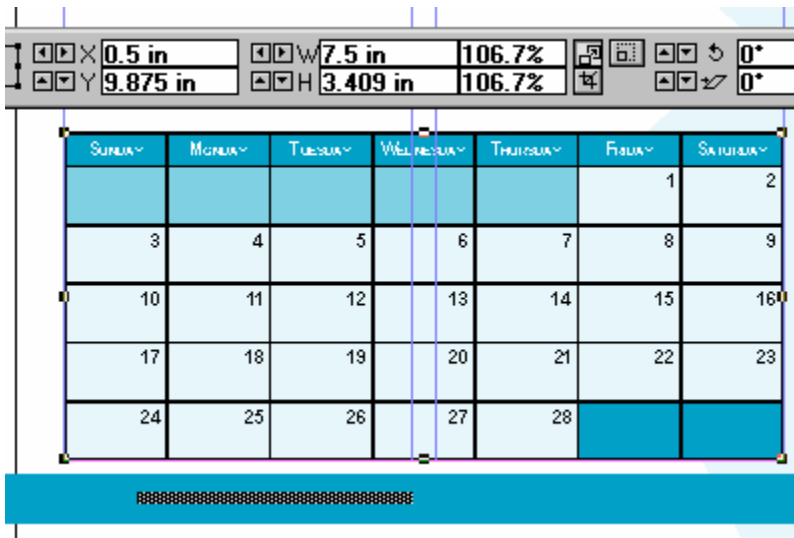 X 0.5 in W 7.5 in 106.7% 0°
Y 9.875 in H 3.409 in 106.7% 0°
SUNDAY MONDAY TUESDAY WEDNESDAY THURSDAY FRIDAY SATURDAY
1 2
3 4 5 6 7 8 9
10 11 12 13 14 15 16
17 18 19 20 21 22 23
24 25 26 27 28